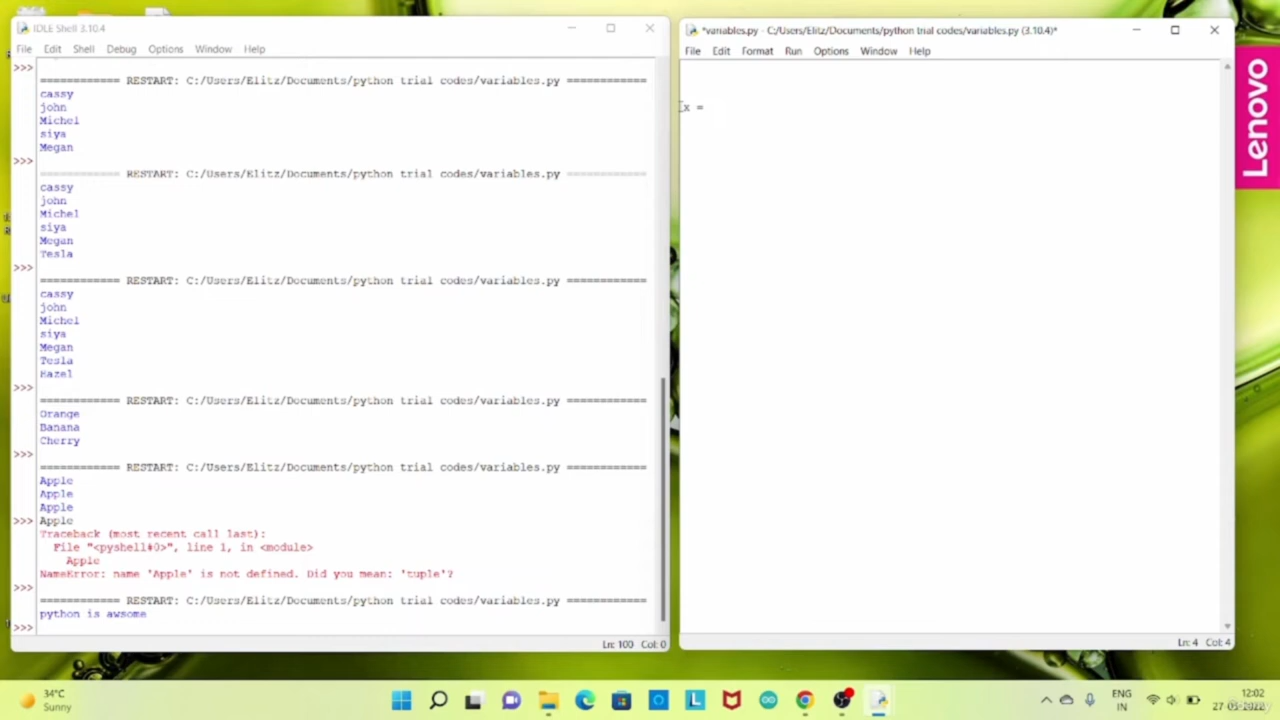 IDLE Shell 3.10.4
File Edit Shell Debug Options Window Help
>>>
============ RESTART: C:/Users/Elitz/Documents/python trial codes/variables.py ============
cassy
john
Michel
siya
Megan
>>>
============ RESTART: C:/Users/Elitz/Documents/python trial codes/variables.py ============
cassy
john
Michel
siya
Megan
Tesla
>>>
============ RESTART: C:/Users/Elitz/Documents/python trial codes/variables.py ============
cassy
john
Michel
siya
Megan
Tesla
Hazel
>>>
============ RESTART: C:/Users/Elitz/Documents/python trial codes/variables.py ============
Orange
Banana
Cherry
>>>
============ RESTART: C:/Users/Elitz/Documents/python trial codes/variables.py ============
Apple
Apple
Apple
>>> Apple
Traceback (most recent call last):
File "<pyshell#0>", line 1, in <module>
Apple
NameError: name 'Apple' is not defined. Did you mean: 'tuple'?
>>>
============ RESTART: C:/Users/Elitz/Documents/python trial codes/variables.py ============
python is awsome
>>>
Ln: 100 Col: 0
*variables.py - C:/Users/Elitz/Documents/python trial codes/variables.py (3.10.4)*
File Edit Format Run Options Window Help
x =
Ln: 4 Col: 4
Lenovo
34°C
Sunny
ENG
IN
12:02
27-05-2022